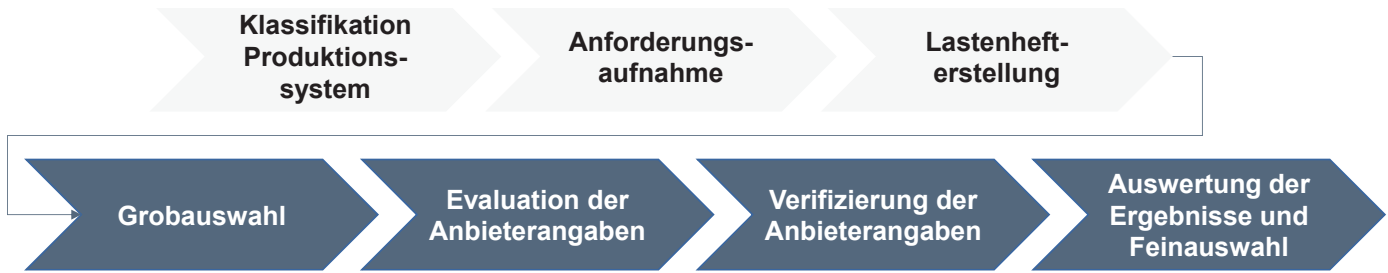 Klassifikation
Produktions-
system
Anforderungs-
aufnahme
Lastenheft-
erstellung
Grobauswahl
Evaluation der
Anbieterangaben
Verifizierung der
Anbieterangaben
Auswertung der
Ergebnisse und
Feinauswahl